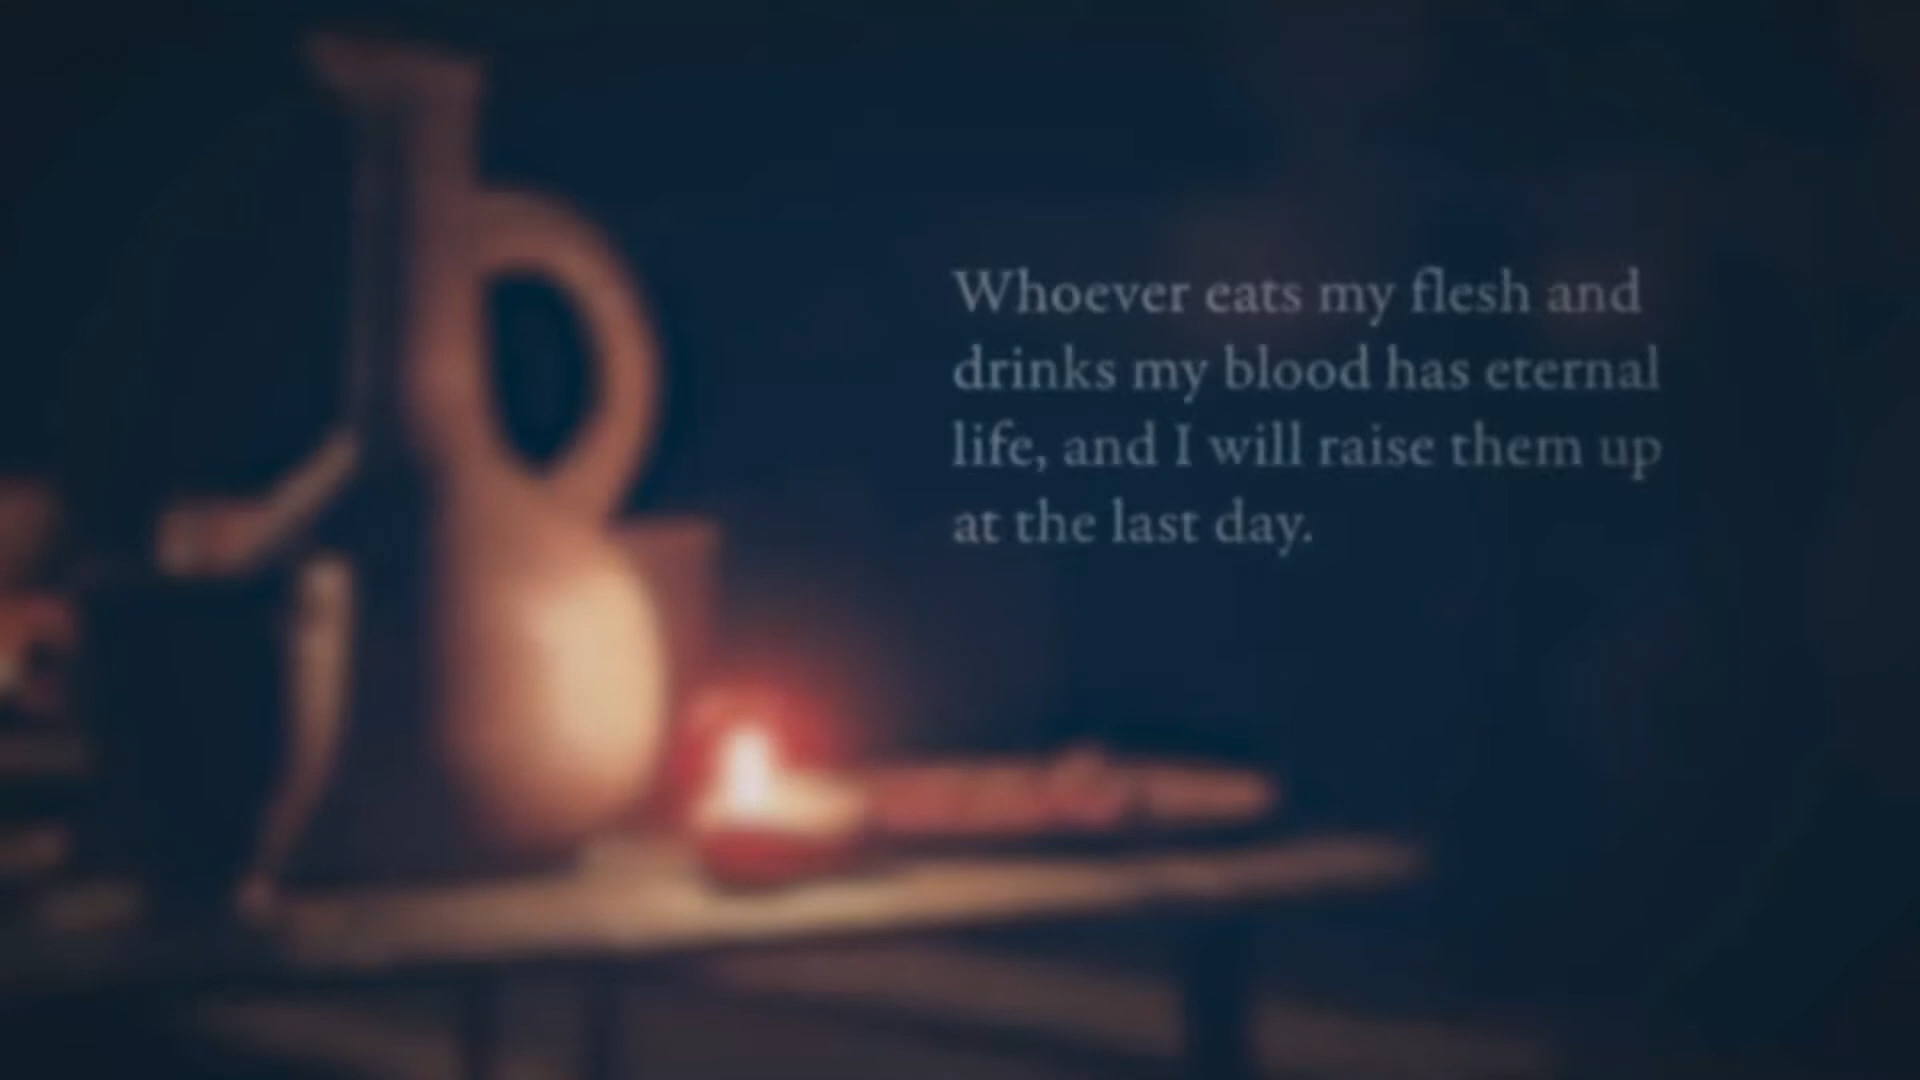 Whoever eats my flesh and
drinks my blood has eternal
life, and I will raise them up
at the last day.